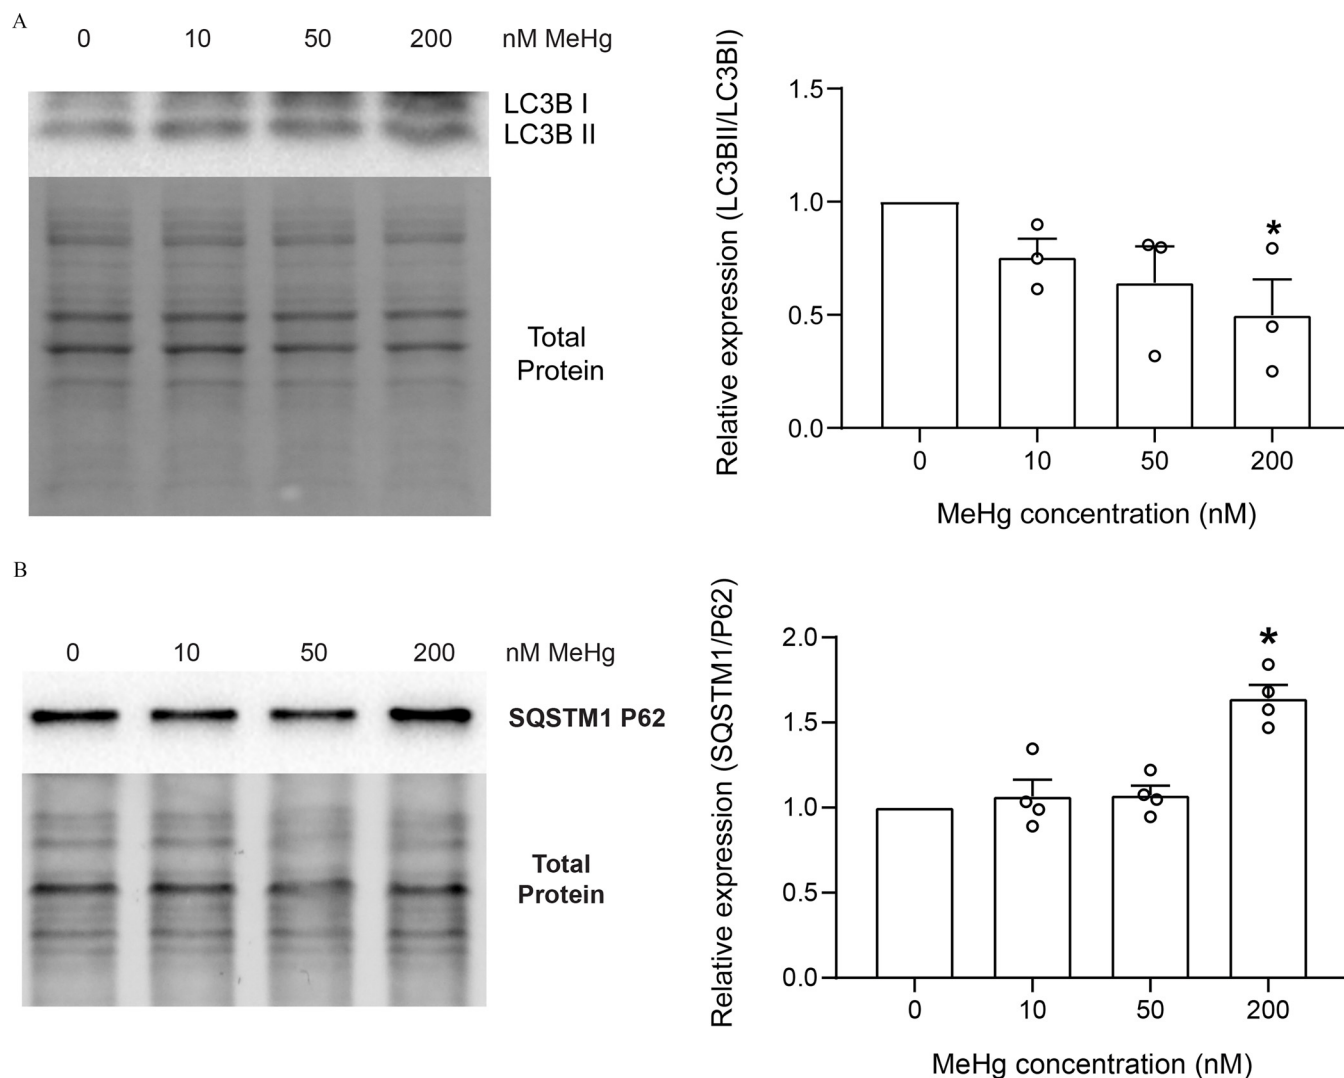 A
0 10 50 200 nM MeHg
LC3B I
LC3B II
Total
Protein
Relative expression (LC3BII/LC3BI)
1.5
1.0
0.5
0.0
*
0 10 50 200
MeHg concentration (nM)
B
0 10 50 200 nM MeHg
SQSTM1 P62
Total
Protein
Relative expression (SQSTM1/P62)
2.0
1.5
1.0
0.5
0.0
*
0 10 50 200
MeHg concentration (nM)